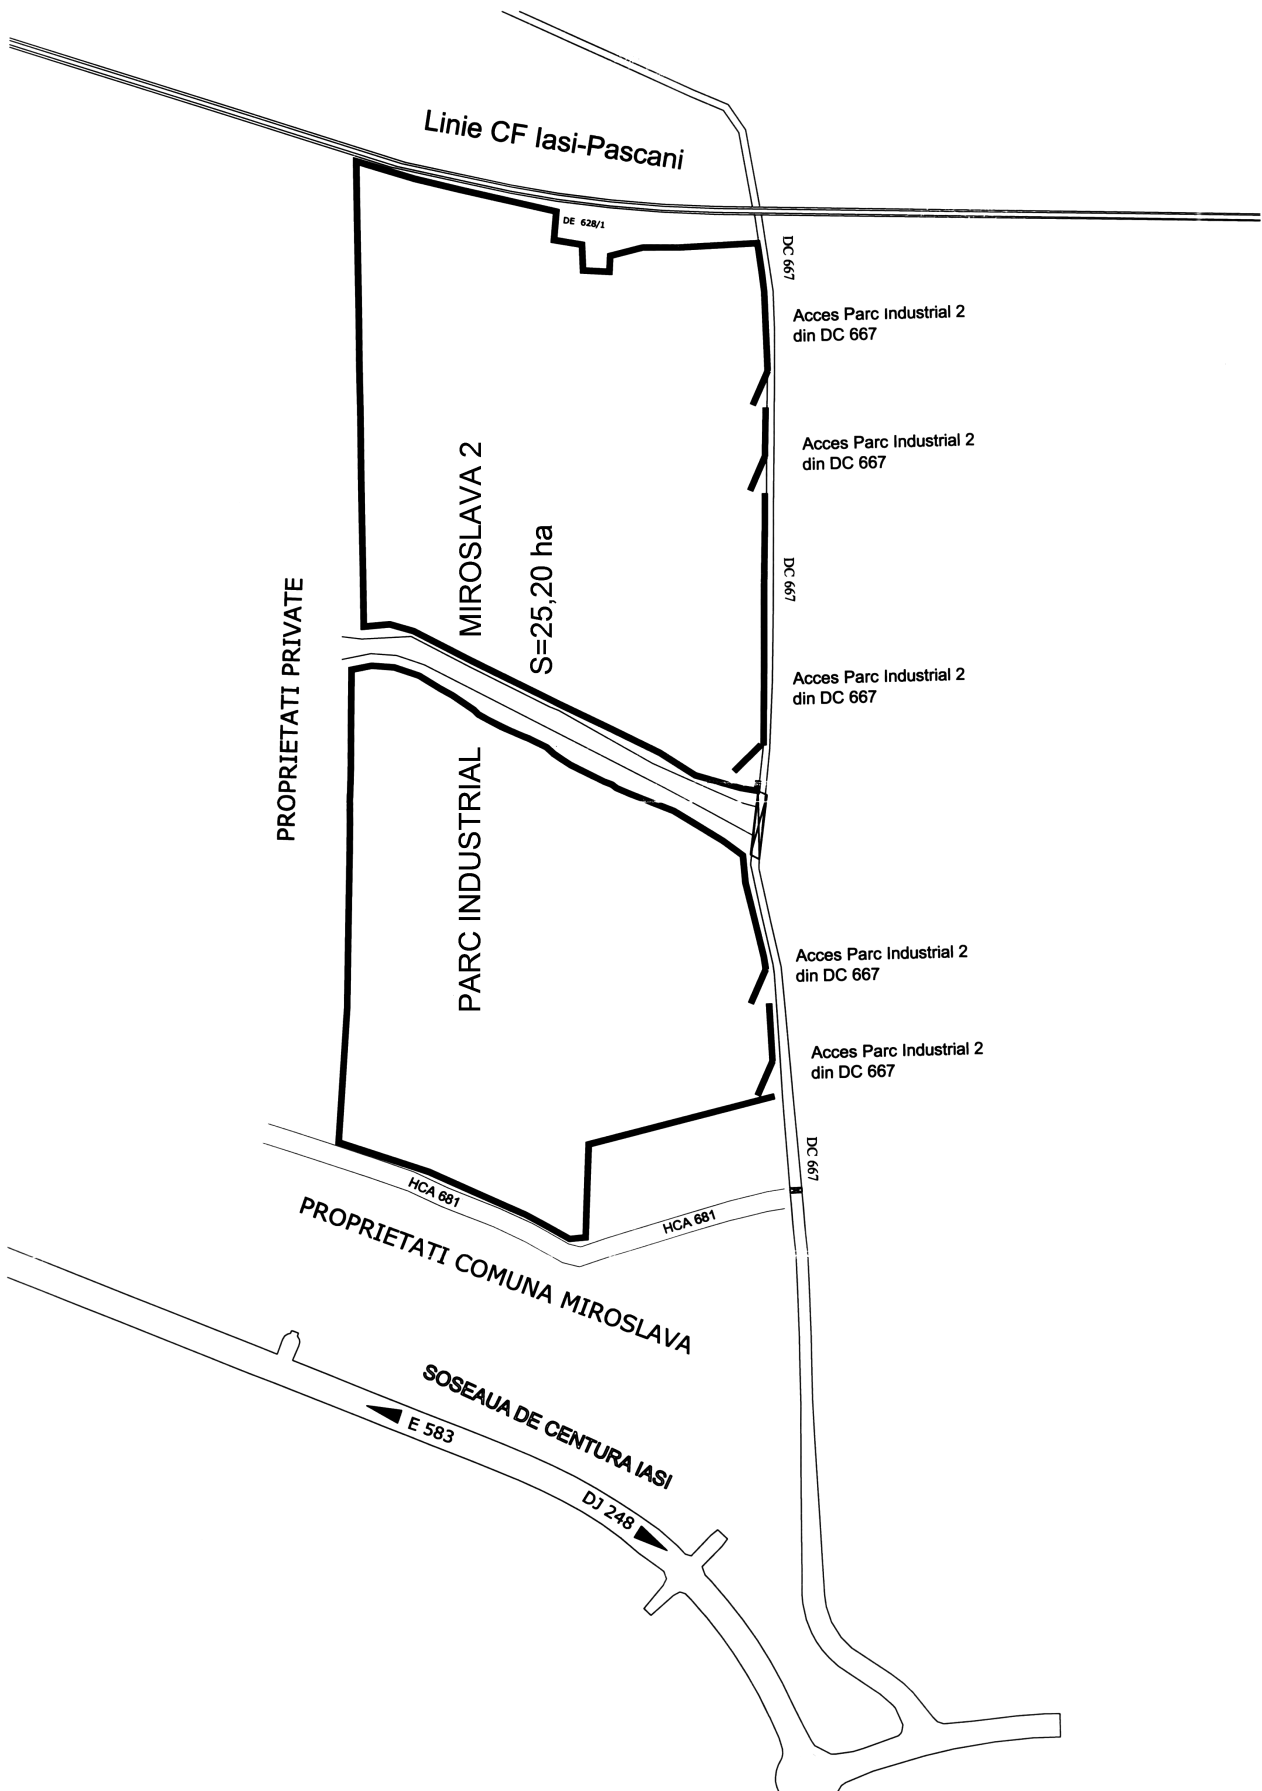 Linie CF Iasi-Pascani
DE 628/1
DC 667
Acces Parc Industrial 2
din DC 667
Acces Parc Industrial 2
din DC 667
MIROSLAVA 2
S=25,20 ha
DC 667
PROPRIETATI PRIVATE
Acces Parc Industrial 2
din DC 667
PARC INDUSTRIAL
Acces Parc Industrial 2
din DC 667
Acces Parc Industrial 2
din DC 667
DC 667
HCA 681
HCA 681
PROPRIETAȚI COMUNA MIROSLAVA
SOSEAUA DE CENTURA IASI
E 583
DJ 248